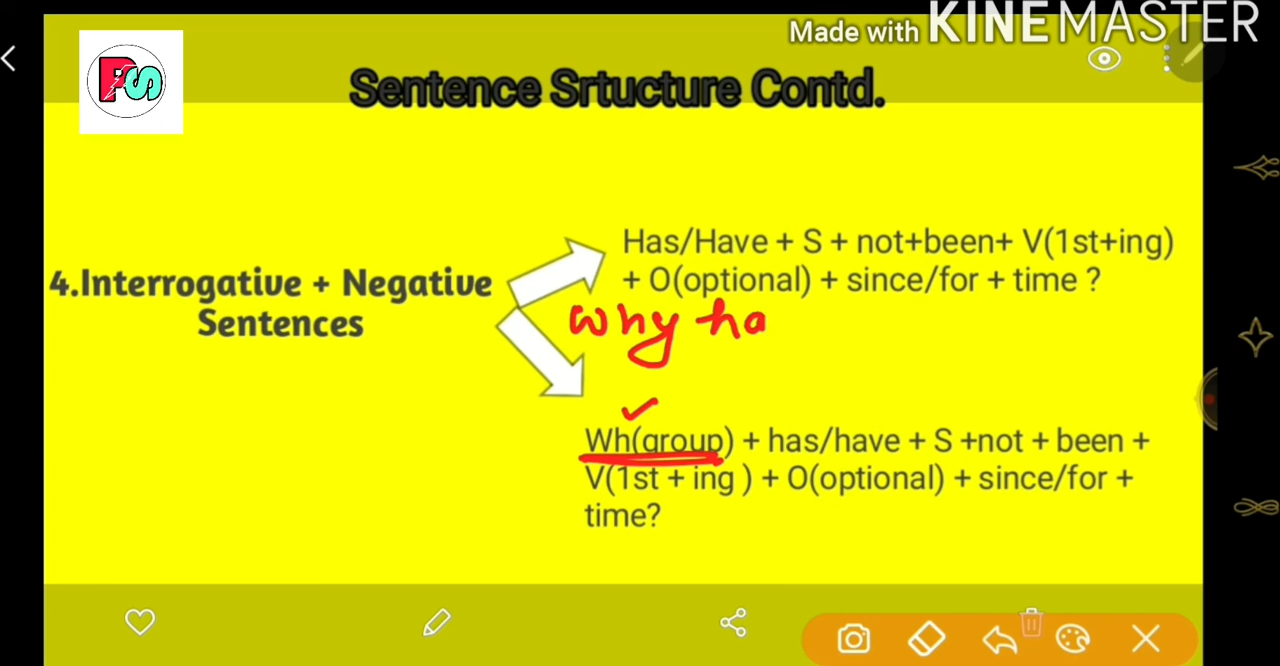 Made with KINEMASTER
PS
Sentence Srtucture Contd.
4.Interrogative + Negative
Sentences
Has/Have + S + not+been+ V(1st+ing)
+ O(optional) + since/for + time ?
Why ha
Wh(group) + has/have + S +not + been +
V(1st + ing ) + O(optional) + since/for +
time?